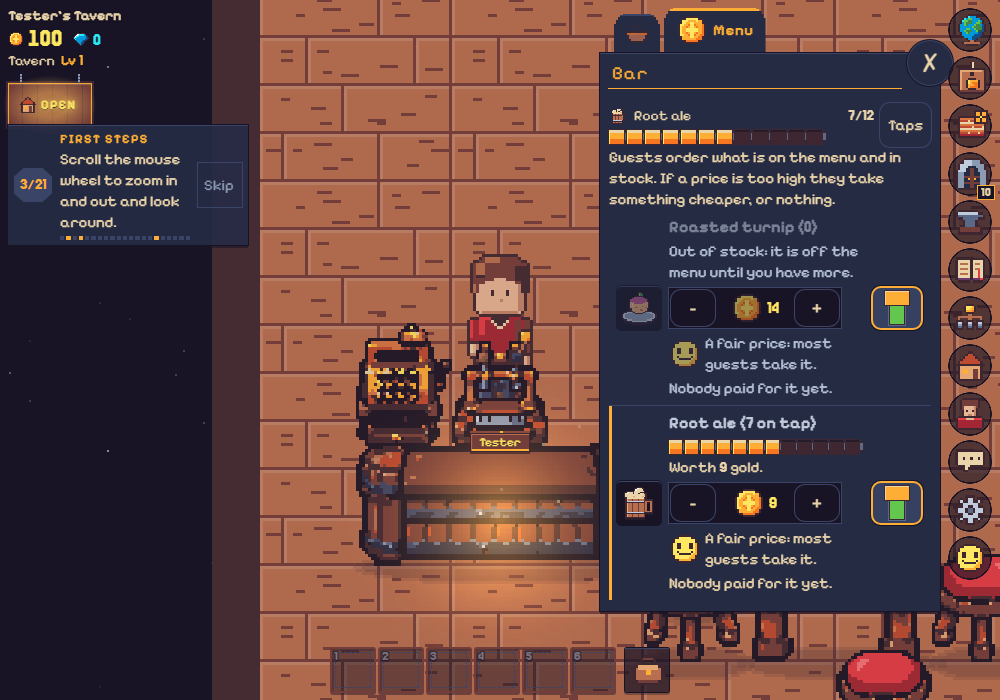 Tester's Tavern
100 0
Tavern Lv 1
OPEN
FIRST STEPS
3/21
Scroll the mouse
wheel to zoom in
and out and look
around.
Skip
Menu
X
Bar
Root ale 7/12
Taps
Guests order what is on the menu and in
stock. If a price is too high they take
something cheaper, or nothing.
Roasted turnip (0)
Out of stock: it is off the
menu until you have more.
- 14 +
A fair price: most
guests take it.
Nobody paid for it yet.
Root ale (7 on tap)
Worth 9 gold.
- 9 +
A fair price: most
guests take it.
Nobody paid for it yet.
10
Tester
1 2 3 4 5 6